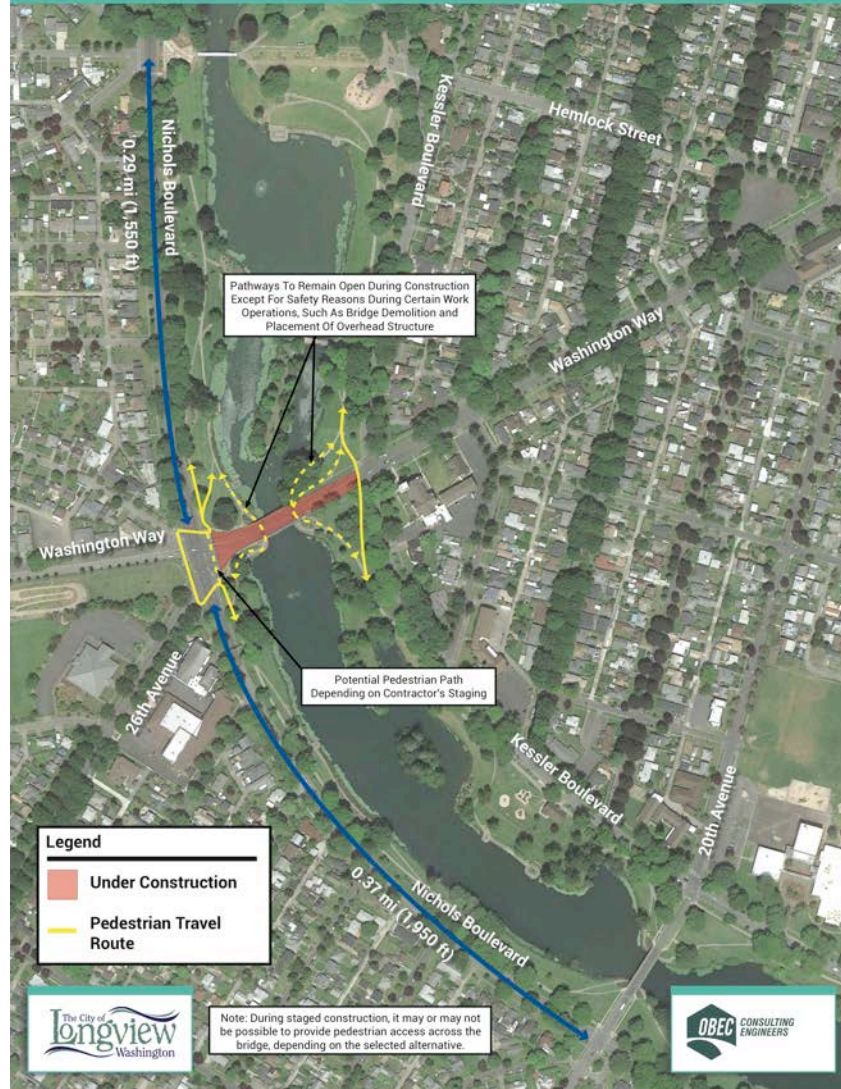 Nichols Boulevard
0.29 mi (1,550 ft)
Kessler Boulevard
Hemlock Street
Pathways To Remain Open During Construction
Except For Safety Reasons During Certain Work
Operations, Such As Bridge Demolition and
Placement Of Overhead Structure
Washington Way
Washington Way
26th Avenue
Potential Pedestrian Path
Depending on Contractor's Staging
Kessler Boulevard
20th Avenue
Nichols Boulevard
0.37 mi (1,950 ft)
Legend
Under Construction
Pedestrian Travel
Route
The City of
Longview
Washington
Note: During staged construction, it may or may not
be possible to provide pedestrian access across the
bridge, depending on the selected alternative.
OBEC CONSULTING
ENGINEERS